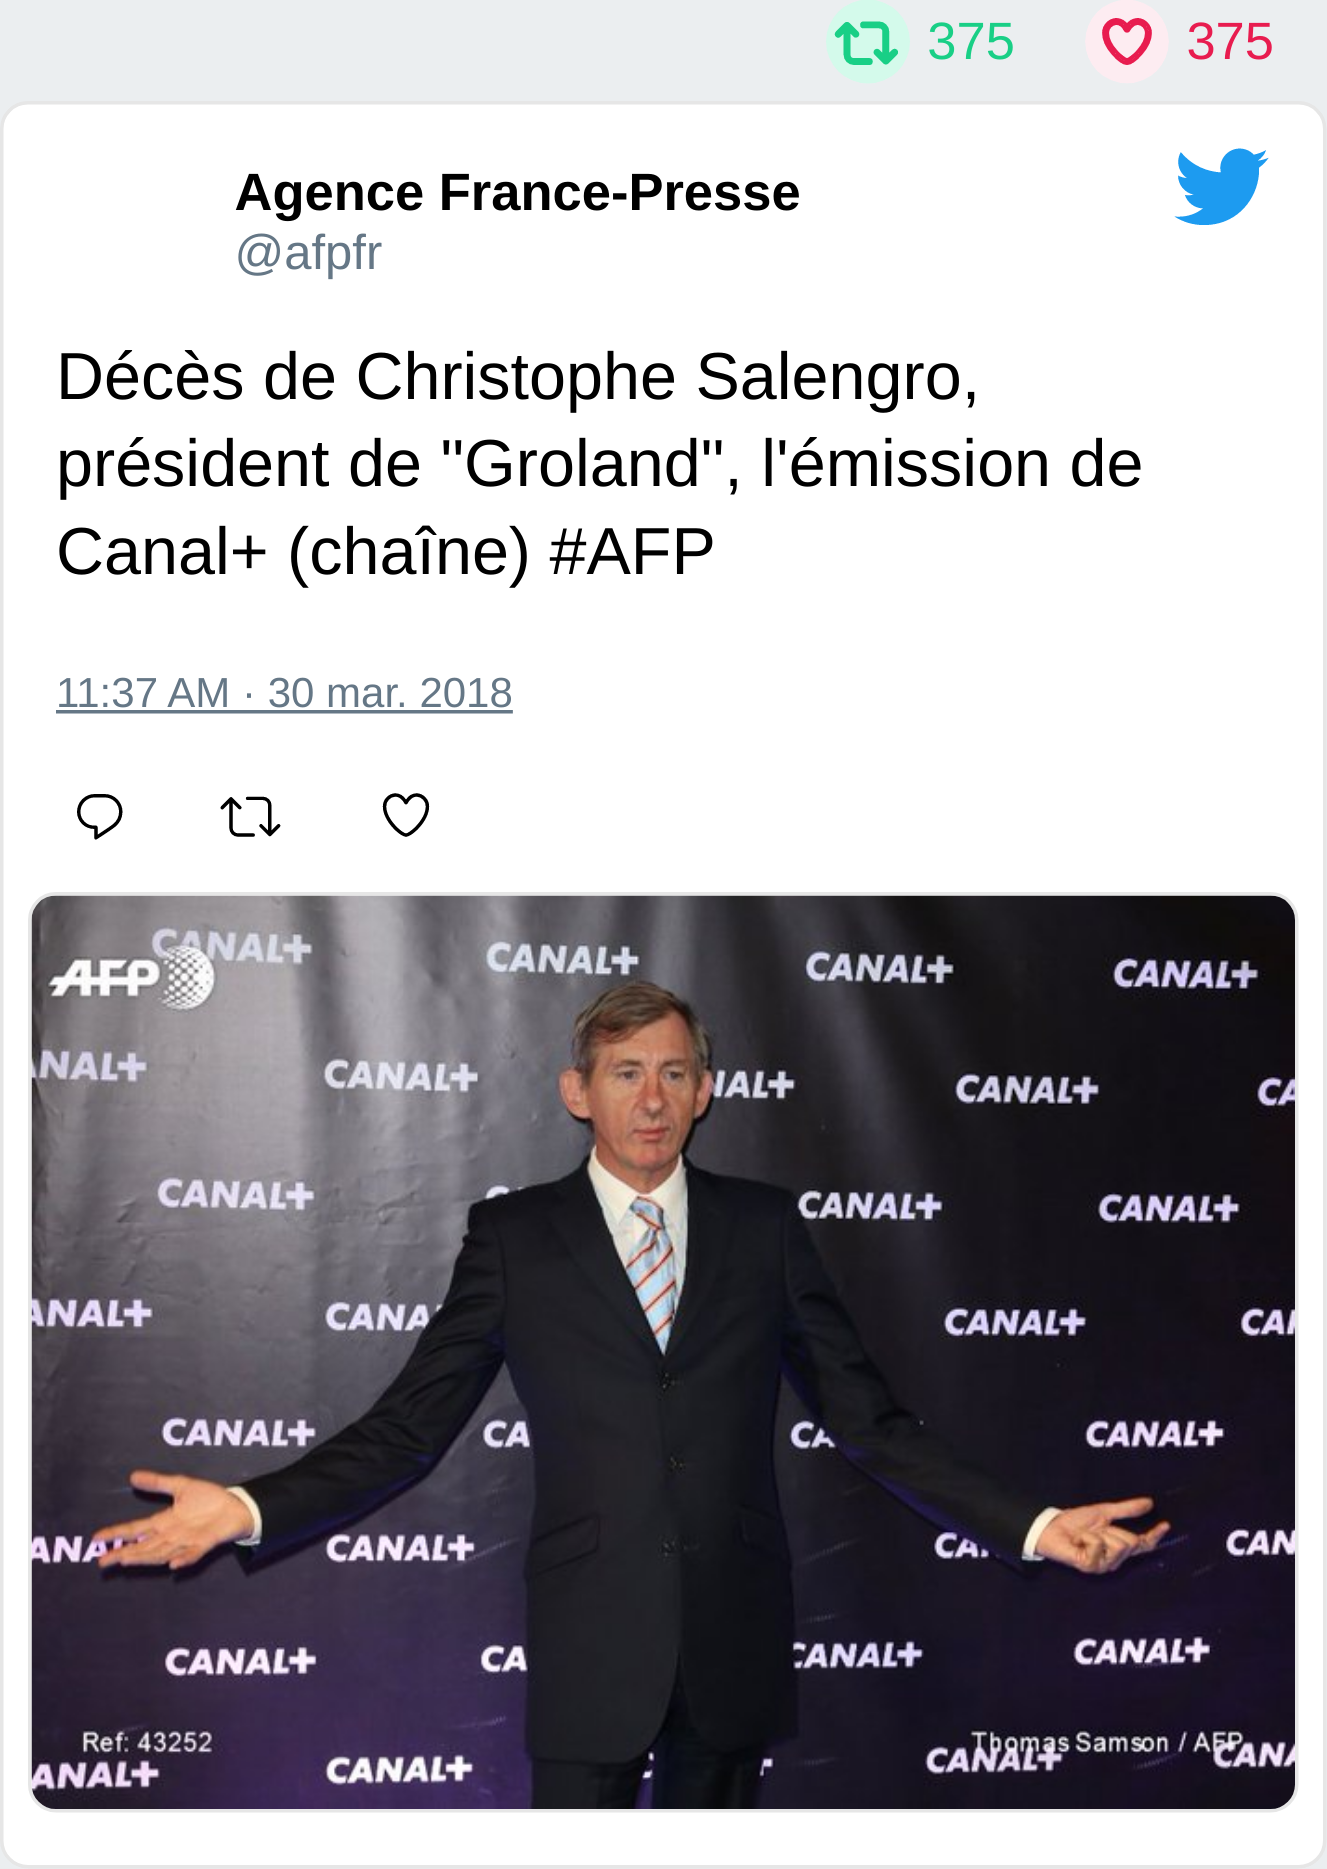 375 375
Agence France-Presse
@afpfr
Décès de Christophe Salengro,
président de "Groland", l'émission de
Canal+ (chaîne) #AFP
11:37 AM · 30 mar. 2018
CANAL+ CANAL+ CANAL+ CANAL+
AFP
ANAL+ CANAL+ NAL+ CANAL+ CA
CANAL+ C CANAL+ CANAL+
ANAL+ CANA CANAL+ CAN
CANAL+ CA CA CANAL+
ANAL CANAL+ CA CAN
CANAL+ CA CANAL+ CANAL+
Ref: 43252 Thomas Samson / AFP
ANAL+ CANAL+ CANAL+ CANA